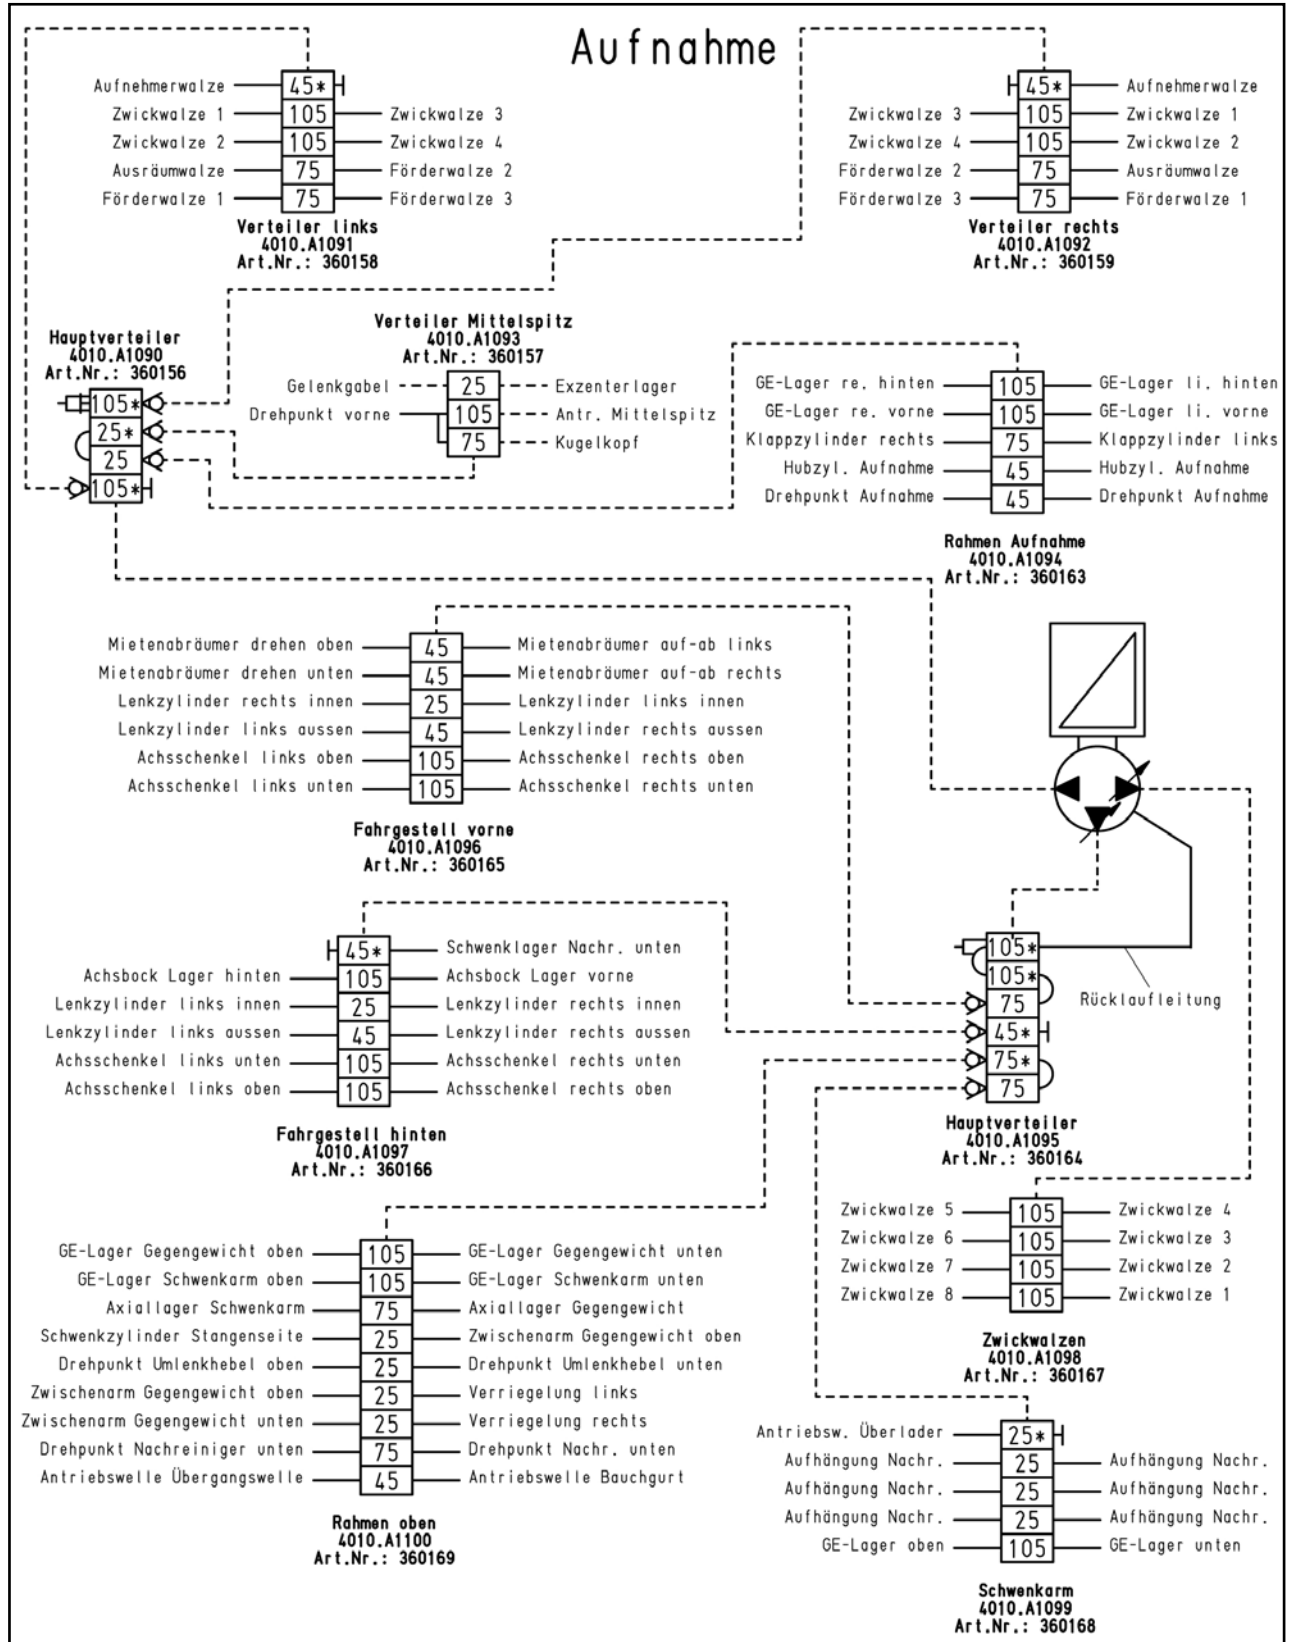 Aufnahme
Aufnehmerwalze 45*
Zwickwalze 1 105 Zwickwalze 3
Zwickwalze 2 105 Zwickwalze 4
Ausräumwalze 75 Förderwalze 2
Förderwalze 1 75 Förderwalze 3
Verteiler links
4010.A1091
Art.Nr.: 360158
45* Aufnehmerwalze
Zwickwalze 3 105 Zwickwalze 1
Zwickwalze 4 105 Zwickwalze 2
Förderwalze 2 75 Ausräumwalze
Förderwalze 3 75 Förderwalze 1
Verteiler rechts
4010.A1092
Art.Nr.: 360159
Hauptverteiler
4010.A1090
Art.Nr.: 360156
105*
25*
25
105*
Verteiler Mittelspitz
4010.A1093
Art.Nr.: 360157
Gelenkgabel 25 Exzenterlager
Drehpunkt vorne 105 Antr. Mittelspitz
75 Kugelkopf
GE-Lager re. hinten 105 GE-Lager li. hinten
GE-Lager re. vorne 105 GE-Lager li. vorne
Klappzylinder rechts 75 Klappzylinder links
Hubzyl. Aufnahme 45 Hubzyl. Aufnahme
Drehpunkt Aufnahme 45 Drehpunkt Aufnahme
Rahmen Aufnahme
4010.A1094
Art.Nr.: 360163
Mietenabräumer drehen oben 45 Mietenabräumer auf-ab links
Mietenabräumer drehen unten 45 Mietenabräumer auf-ab rechts
Lenkzylinder rechts innen 25 Lenkzylinder links innen
Lenkzylinder links aussen 45 Lenkzylinder rechts aussen
Achsschenkel links oben 105 Achsschenkel rechts oben
Achsschenkel links unten 105 Achsschenkel rechts unten
Fahrgestell vorne
4010.A1096
Art.Nr.: 360165
45* Schwenklager Nachr. unten
Achsbock Lager hinten 105 Achsbock Lager vorne
Lenkzylinder links innen 25 Lenkzylinder rechts innen
Lenkzylinder links aussen 45 Lenkzylinder rechts aussen
Achsschenkel links unten 105 Achsschenkel rechts unten
Achsschenkel links oben 105 Achsschenkel rechts oben
Fahrgestell hinten
4010.A1097
Art.Nr.: 360166
105*
105*
75
45*
75*
75
Rücklaufleitung
Hauptverteiler
4010.A1095
Art.Nr.: 360164
Zwickwalze 5 105 Zwickwalze 4
Zwickwalze 6 105 Zwickwalze 3
Zwickwalze 7 105 Zwickwalze 2
Zwickwalze 8 105 Zwickwalze 1
Zwickwalzen
4010.A1098
Art.Nr.: 360167
GE-Lager Gegengewicht oben 105 GE-Lager Gegengewicht unten
GE-Lager Schwenkarm oben 105 GE-Lager Schwenkarm unten
Axiallager Schwenkarm 75 Axiallager Gegengewicht
Schwenkzylinder Stangenseite 25 Zwischenarm Gegengewicht oben
Drehpunkt Umlenkhebel oben 25 Drehpunkt Umlenkhebel unten
Zwischenarm Gegengewicht oben 25 Verriegelung links
Zwischenarm Gegengewicht unten 25 Verriegelung rechts
Drehpunkt Nachreiniger unten 75 Drehpunkt Nachr. unten
Antriebswelle Übergangswelle 45 Antriebswelle Bauchgurt
Rahmen oben
4010.A1100
Art.Nr.: 360169
Antriebsw. Überlader 25*
Aufhängung Nachr. 25 Aufhängung Nachr.
Aufhängung Nachr. 25 Aufhängung Nachr.
Aufhängung Nachr. 25 Aufhängung Nachr.
GE-Lager oben 105 GE-Lager unten
Schwenkarm
4010.A1099
Art.Nr.: 360168